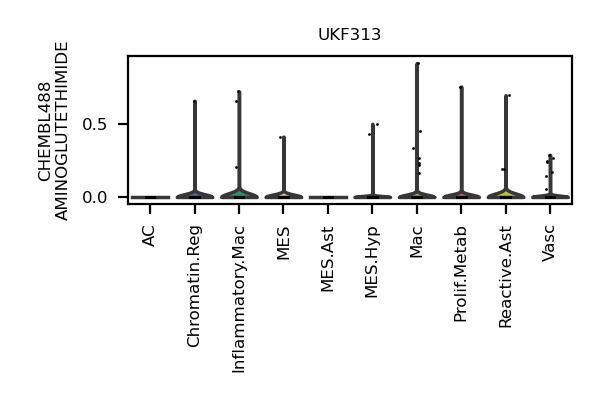 UKF313
CHEMBL488
AMINOGLUTETHIMIDE
0.5
0.0
AC
Chromatin.Reg
Inflammatory.Mac
MES
MES.Ast
MES.Hyp
Mac
Prolif.Metab
Reactive.Ast
Vasc